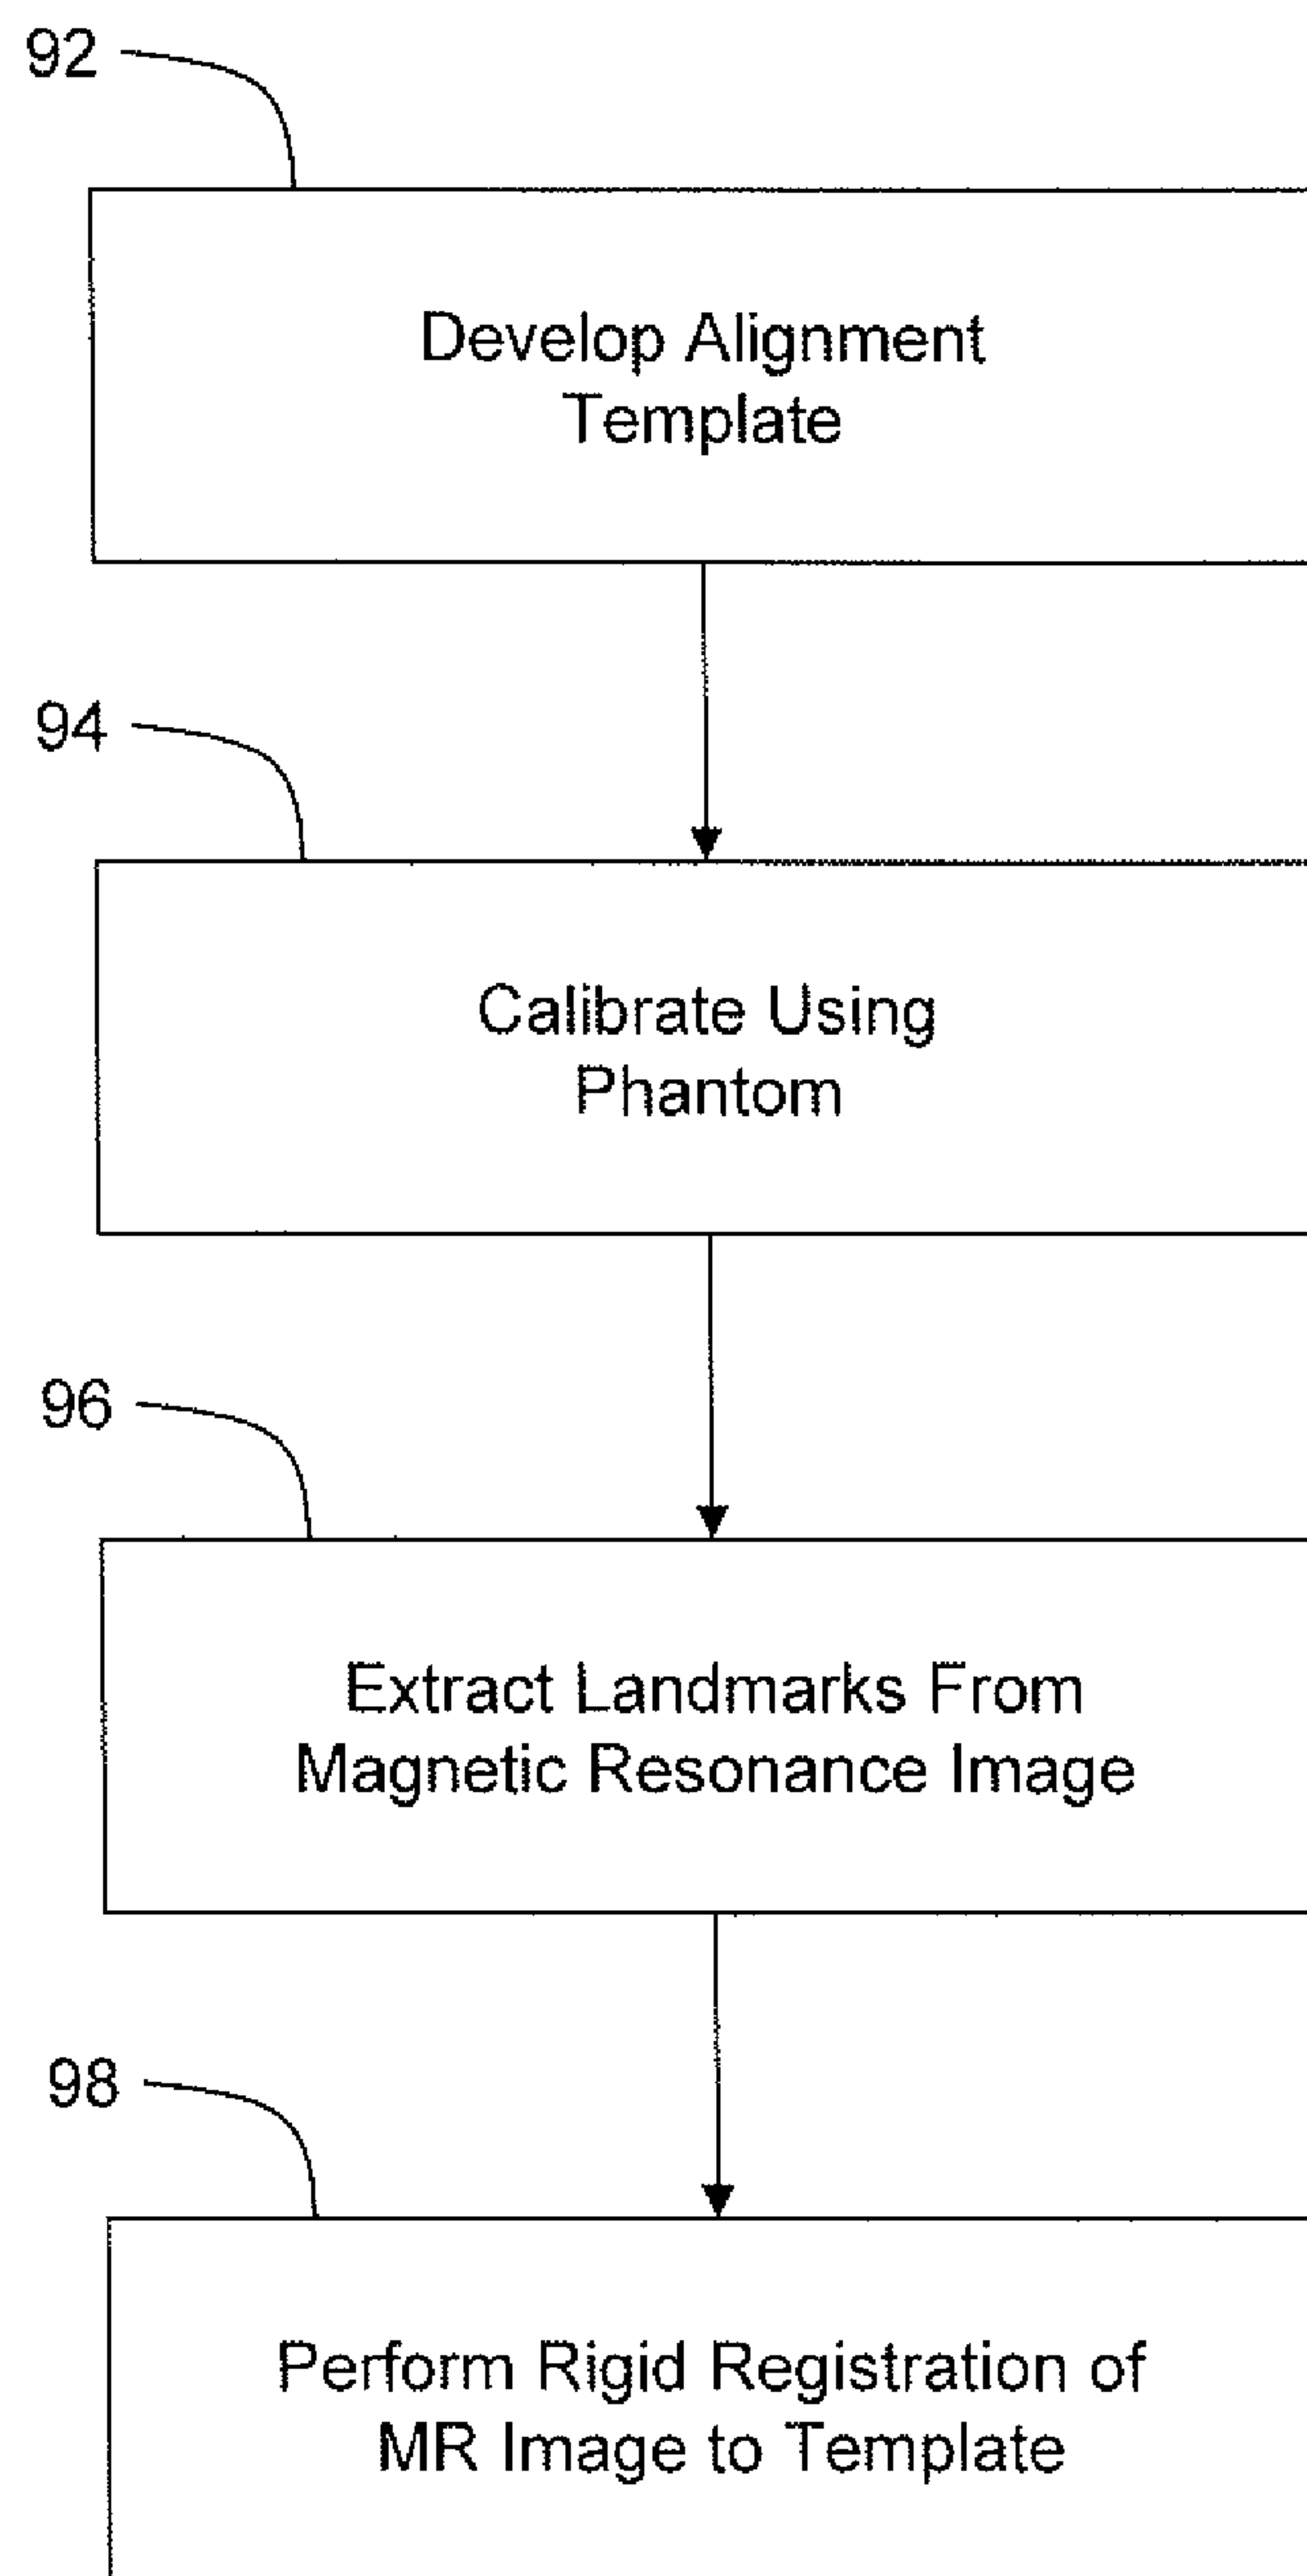 92
Develop Alignment
Template
94
Calibrate Using
Phantom
96
Extract Landmarks From
Magnetic Resonance Image
98
Perform Rigid Registration of
MR Image to Template